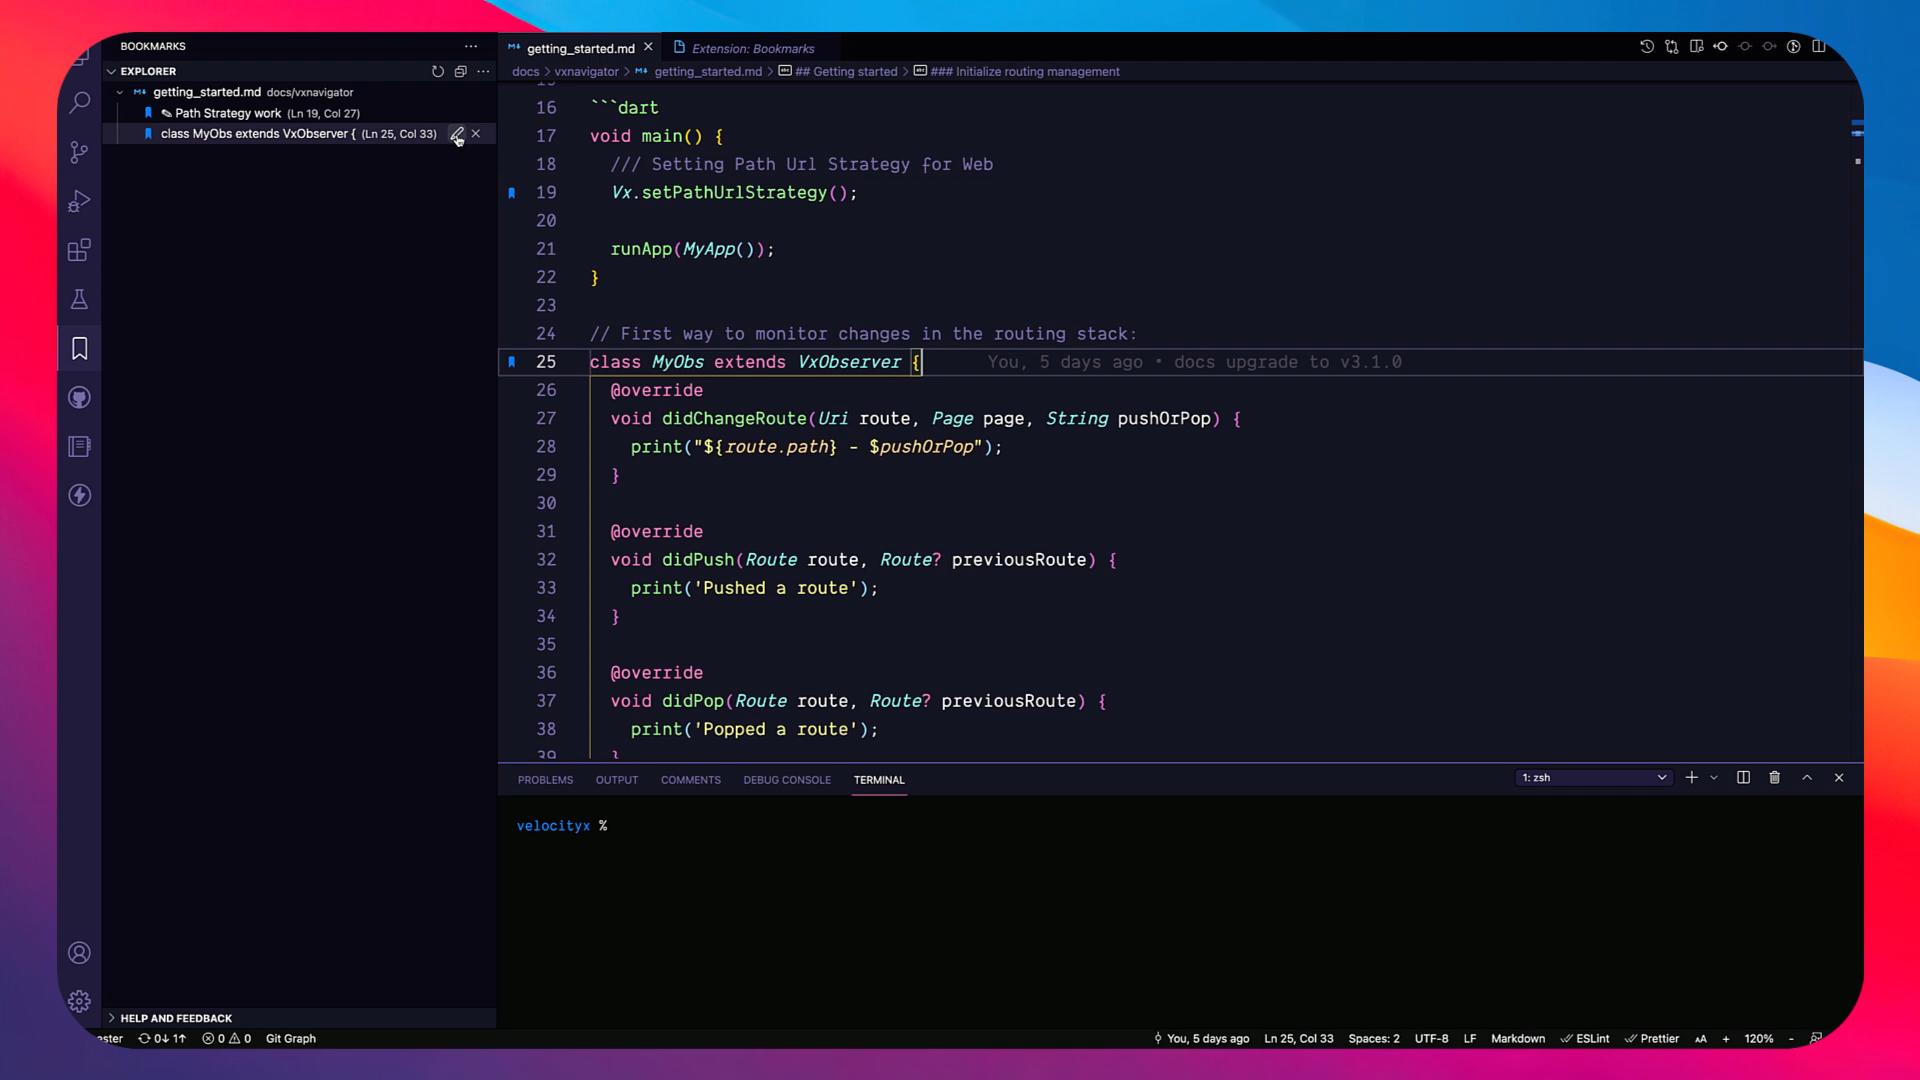 BOOKMARKS
EXPLORER
getting_started.md docs/vxnavigator
✎ Path Strategy work (Ln 19, Col 27)
class MyObs extends VxObserver { (Ln 25, Col 33)
HELP AND FEEDBACK
getting_started.md
Extension: Bookmarks
docs > vxnavigator > getting_started.md > ## Getting started > ### Initialize routing management
16 ```dart
17 void main() {
18 /// Setting Path Url Strategy for Web
19 Vx.setPathUrlStrategy();
20
21 runApp(MyApp());
22 }
23
24 // First way to monitor changes in the routing stack:
25 class MyObs extends VxObserver { You, 5 days ago • docs upgrade to v3.1.0
26 @override
27 void didChangeRoute(Uri route, Page page, String pushOrPop) {
28 print("${route.path} - $pushOrPop");
29 }
30
31 @override
32 void didPush(Route route, Route? previousRoute) {
33 print('Pushed a route');
34 }
35
36 @override
37 void didPop(Route route, Route? previousRoute) {
38 print('Popped a route');
39 }
PROBLEMS OUTPUT COMMENTS DEBUG CONSOLE TERMINAL 1: zsh
velocityx %
ster 0↓ 1↑ 0 0 Git Graph You, 5 days ago Ln 25, Col 33 Spaces: 2 UTF-8 LF Markdown ESLint Prettier AA + 120% -